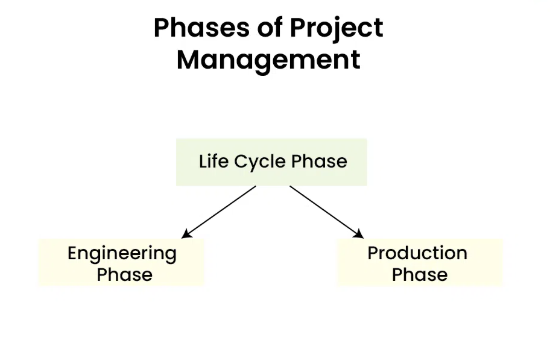 Phases of Project
Management
Life Cycle Phase
Engineering
Phase
Production
Phase